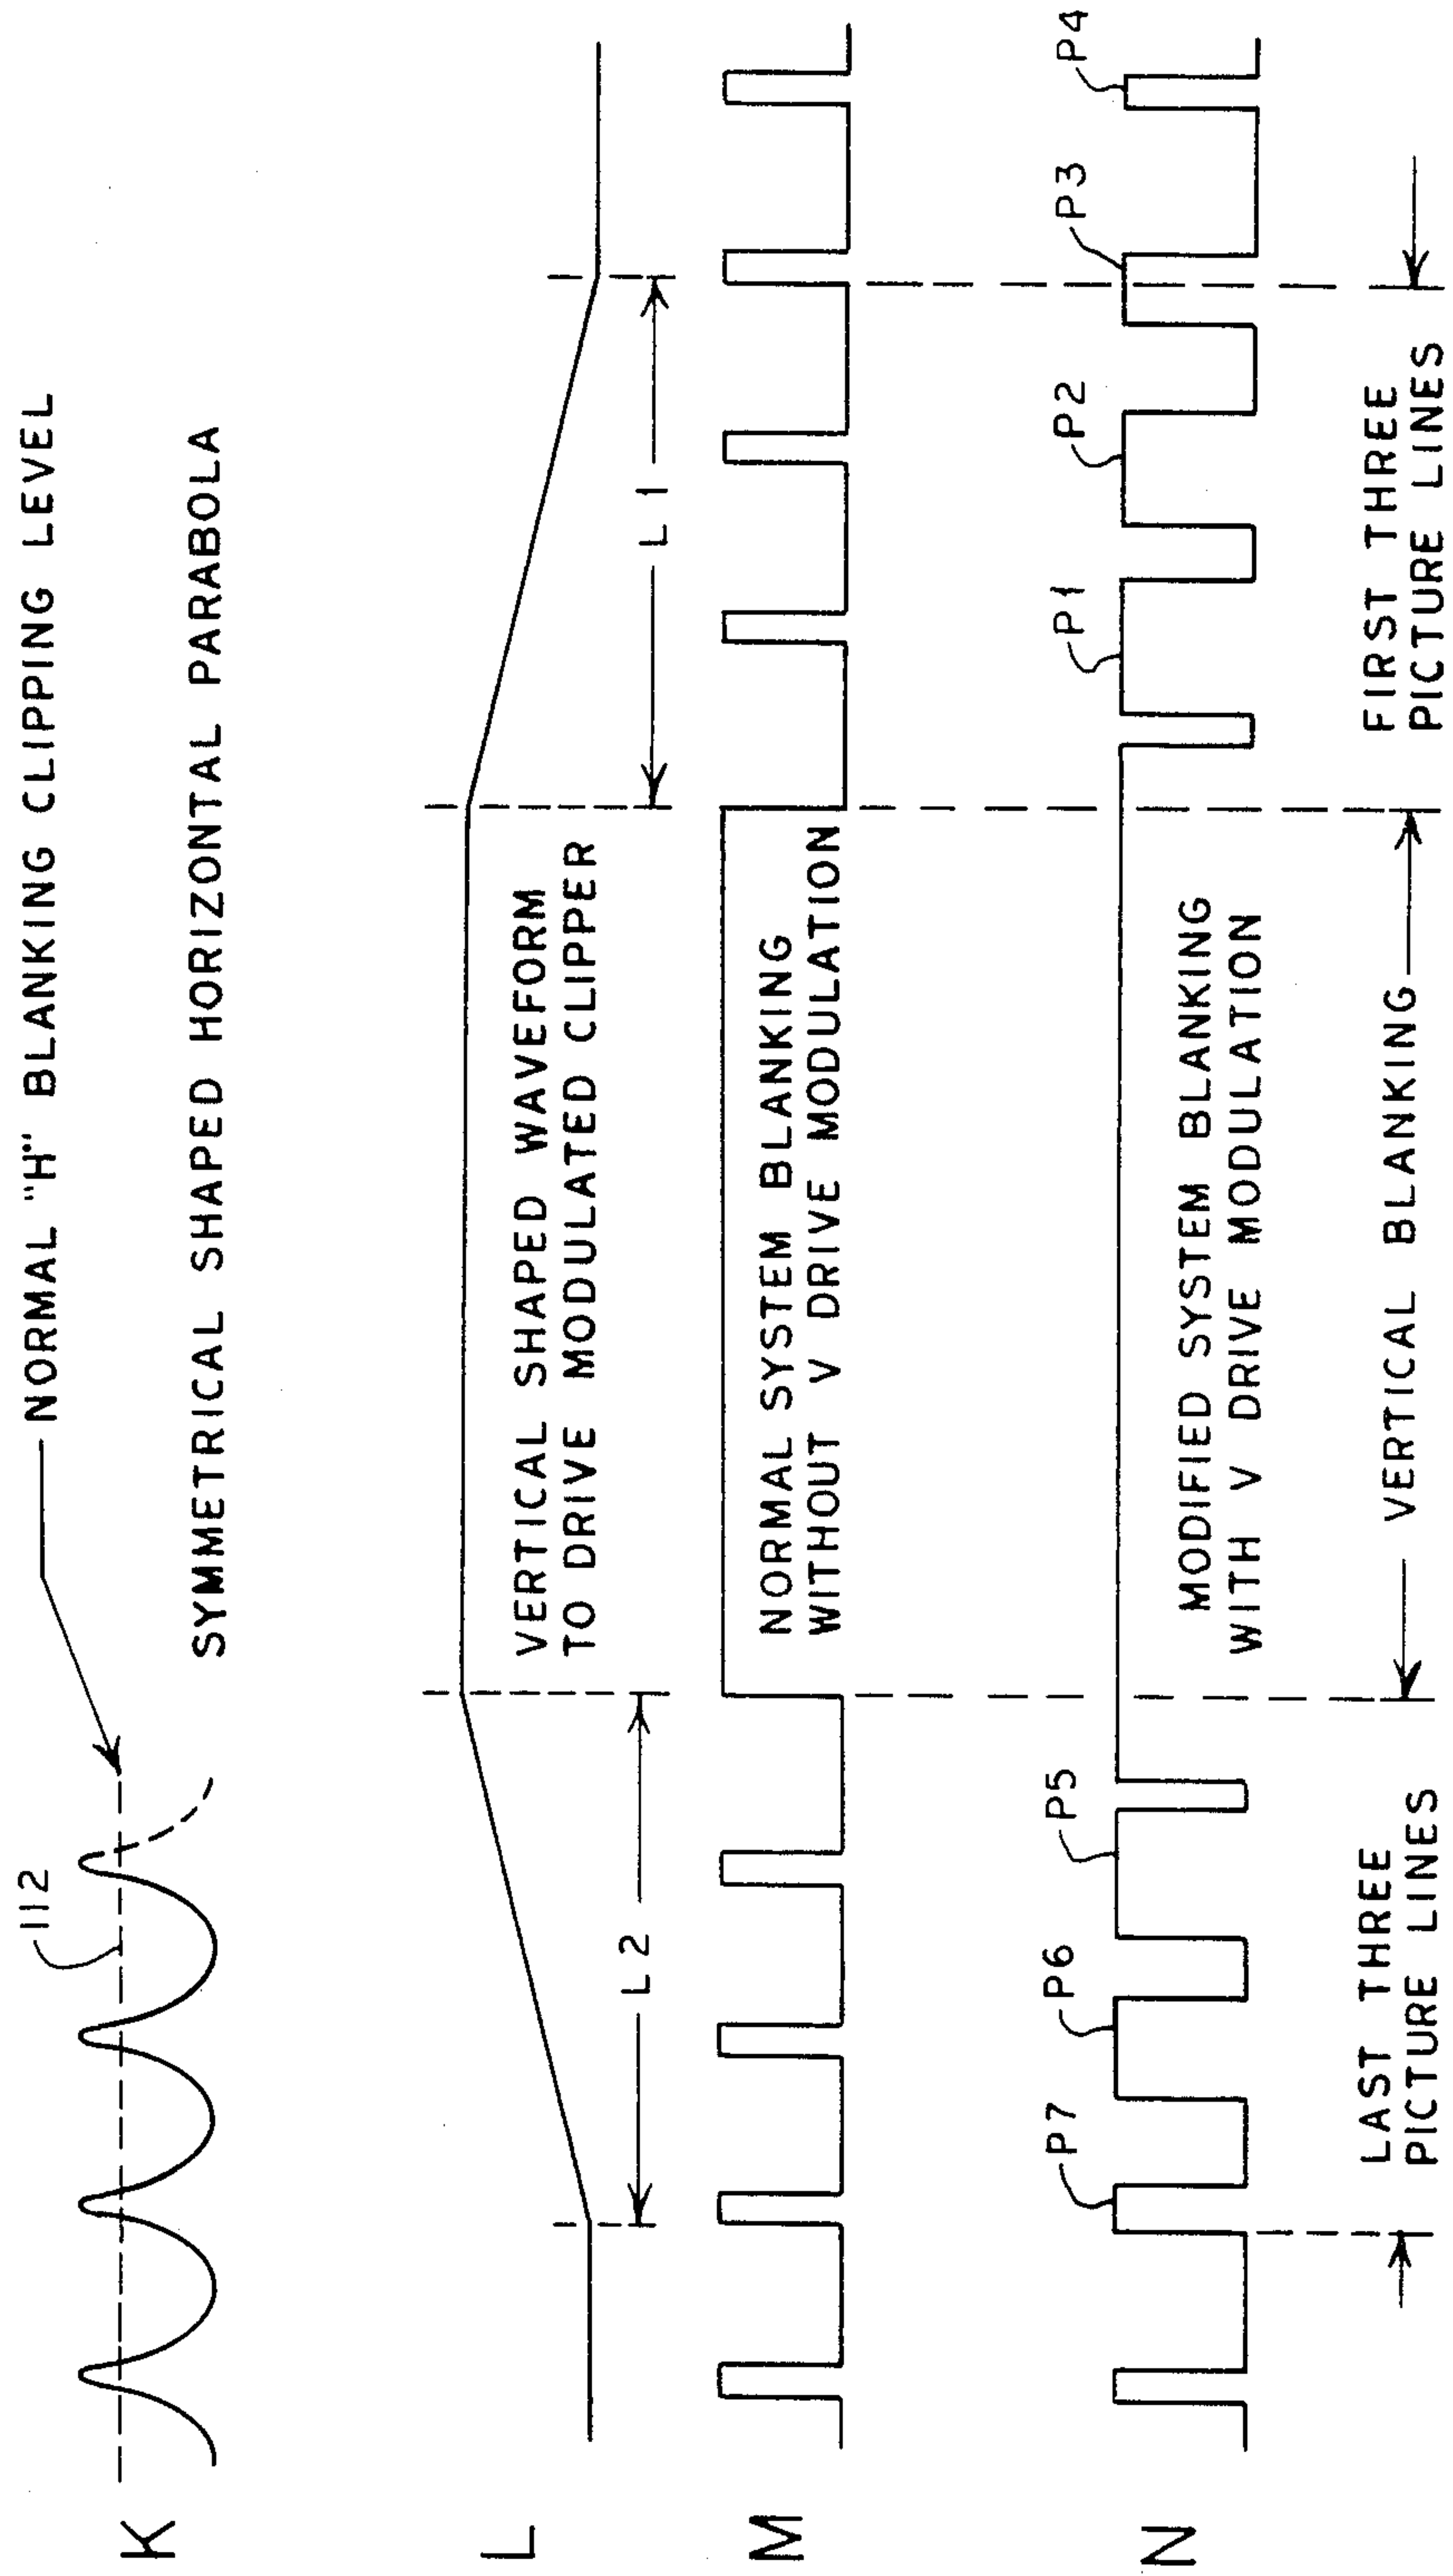 NORMAL "H" BLANKING CLIPPING LEVEL
112
K
SYMMETRICAL SHAPED HORIZONTAL PARABOLA
L
VERTICAL SHAPED WAVEFORM
TO DRIVE MODULATED CLIPPER
L2
L1
M
NORMAL SYSTEM BLANKING
WITHOUT V DRIVE MODULATION
N
P7
P6
P5
P1
P2
P3
P4
MODIFIED SYSTEM BLANKING
WITH V DRIVE MODULATION
LAST THREE
PICTURE LINES
VERTICAL BLANKING
FIRST THREE
PICTURE LINES